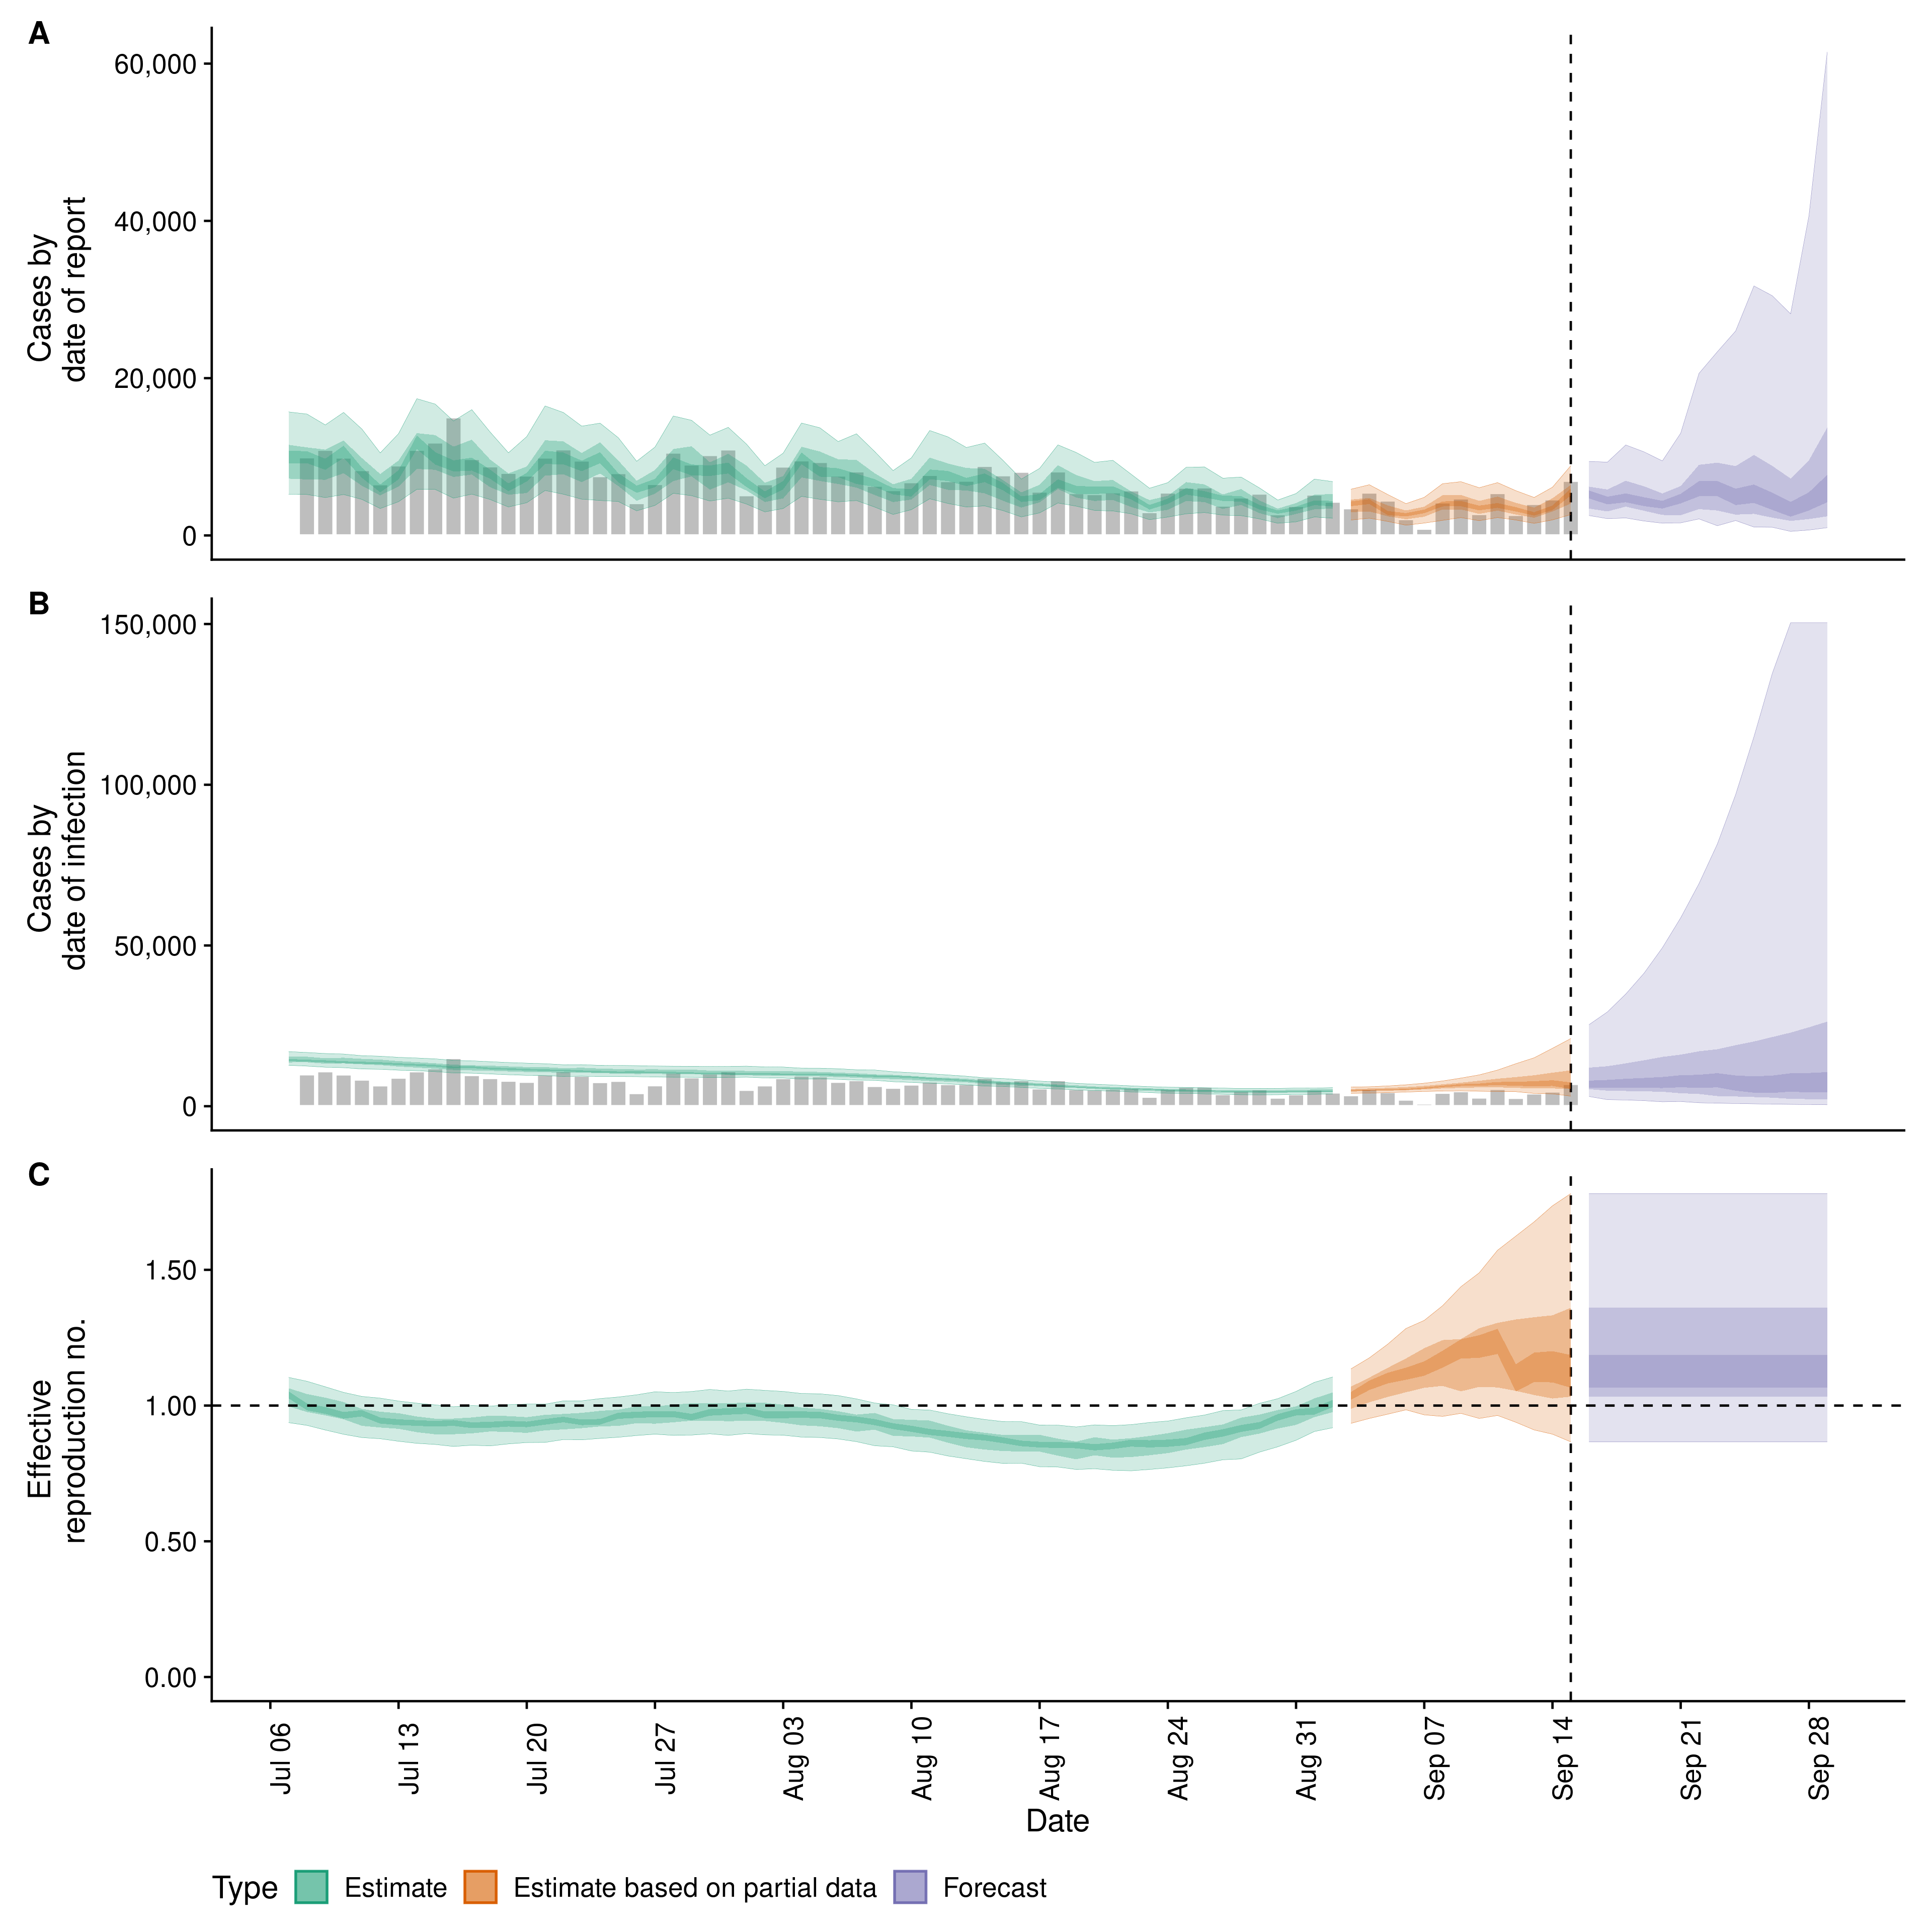 A
60,000
40,000
20,000
0
Cases by
date of report
B
150,000
100,000
50,000
0
Cases by
date of infection
C
1.50
1.00
0.50
0.00
Effective
reproduction no.
Jul 06
Jul 13
Jul 20
Jul 27
Aug 03
Aug 10
Aug 17
Aug 24
Aug 31
Sep 07
Sep 14
Sep 21
Sep 28
Date
Type Estimate Estimate based on partial data Forecast